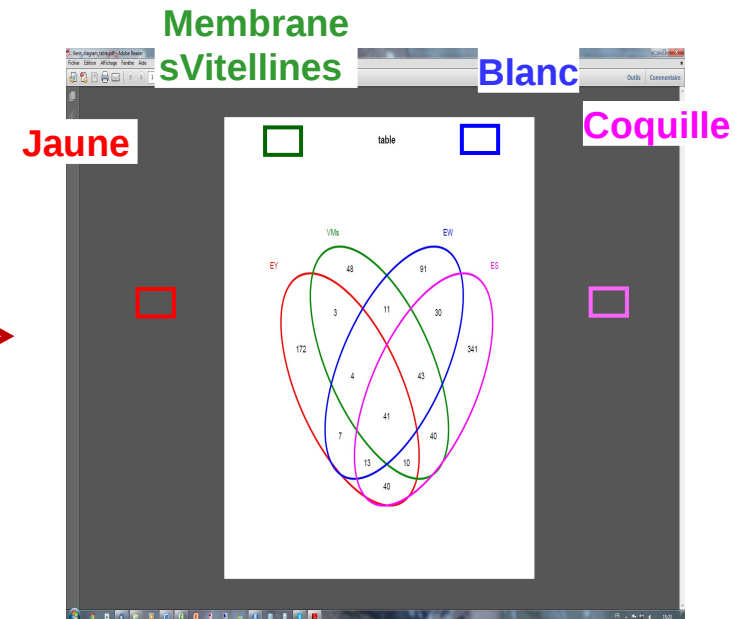 Membrane
sVitellines
Blanc
Coquille
Jaune
Fichier Edition Affichage Fenêtre Aide
Outils Commentaire
table
VMs EW
EY ES
48 91
3 11 30
172 341
4 43
41
7 40
13 10
40